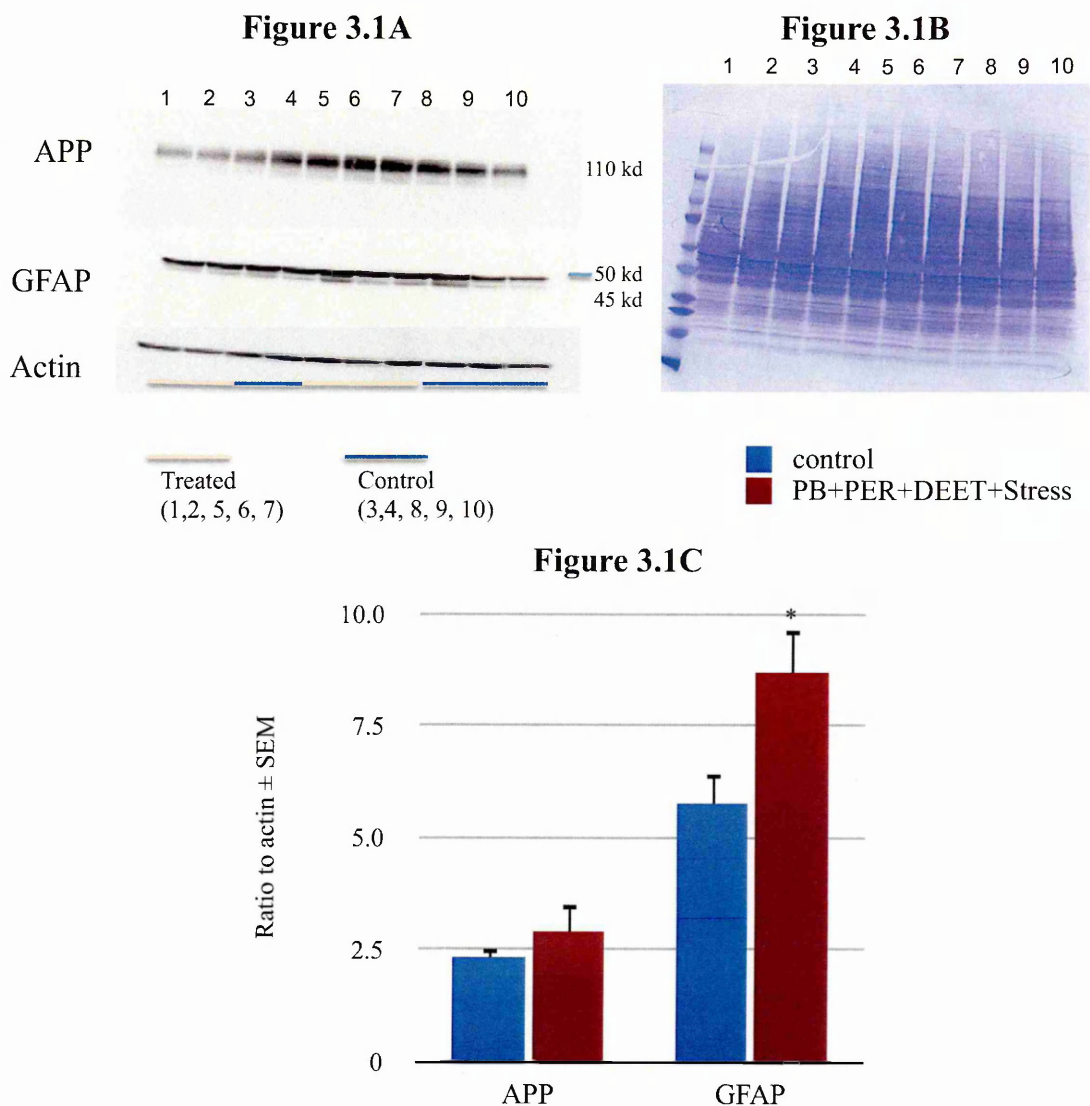 Figure 3.1A
1 2 3 4 5 6 7 8 9 10
APP
110 kd
GFAP
50 kd
45 kd
Actin
Treated
(1,2, 5, 6, 7)
Control
(3,4, 8, 9, 10)
Figure 3.1B
1 2 3 4 5 6 7 8 9 10
control
PB+PER+DEET+Stress
Figure 3.1C
Ratio to actin ± SEM
10.0
7.5
5.0
2.5
0
*
APP GFAP